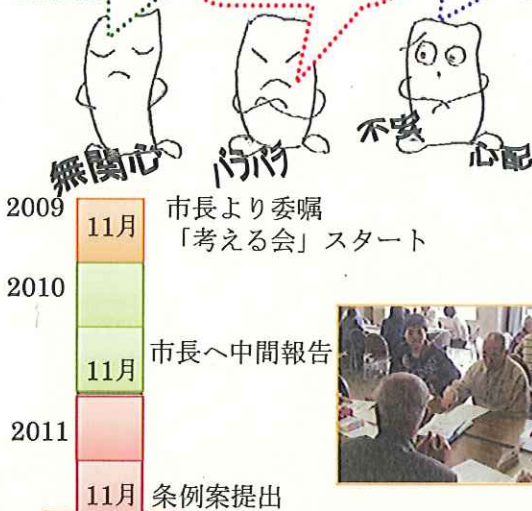 無関心
バラバラ
不安
心配
2009
11月
市長より委嘱
「考える会」スタート
2010
11月
市長へ中間報告
2011
11月
条例案提出